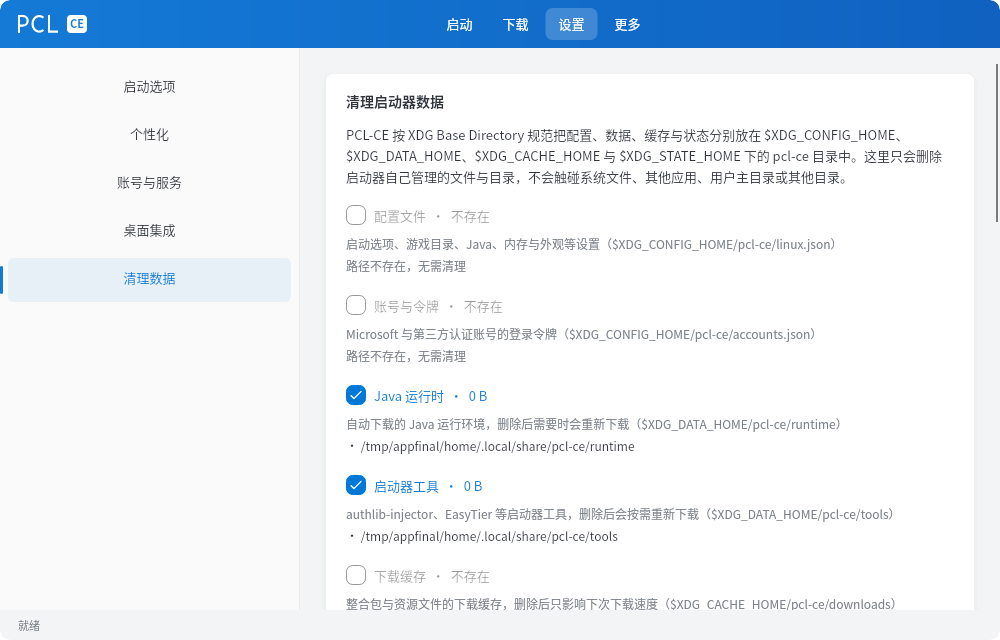 PCL CE
启动 下载 设置 更多
启动选项
个性化
账号与服务
桌面集成
清理数据
清理启动器数据
PCL-CE 按 XDG Base Directory 规范把配置、数据、缓存与状态分别放在 $XDG_CONFIG_HOME、
$XDG_DATA_HOME、$XDG_CACHE_HOME 与 $XDG_STATE_HOME 下的 pcl-ce 目录中。这里只会删除
启动器自己管理的文件与目录，不会触碰系统文件、其他应用、用户主目录或其他目录。
配置文件 · 不存在
启动选项、游戏目录、Java、内存与外观等设置（$XDG_CONFIG_HOME/pcl-ce/linux.json）
路径不存在，无需清理
账号与令牌 · 不存在
Microsoft 与第三方认证账号的登录令牌（$XDG_CONFIG_HOME/pcl-ce/accounts.json）
路径不存在，无需清理
Java 运行时 · 0 B
自动下载的 Java 运行环境，删除后需要时会重新下载（$XDG_DATA_HOME/pcl-ce/runtime）
· /tmp/appfinal/home/.local/share/pcl-ce/runtime
启动器工具 · 0 B
authlib-injector、EasyTier 等启动器工具，删除后会按需重新下载（$XDG_DATA_HOME/pcl-ce/tools）
· /tmp/appfinal/home/.local/share/pcl-ce/tools
下载缓存 · 不存在
整合包与资源文件的下载缓存，删除后只影响下次下载速度（$XDG_CACHE_HOME/pcl-ce/downloads）
就绪